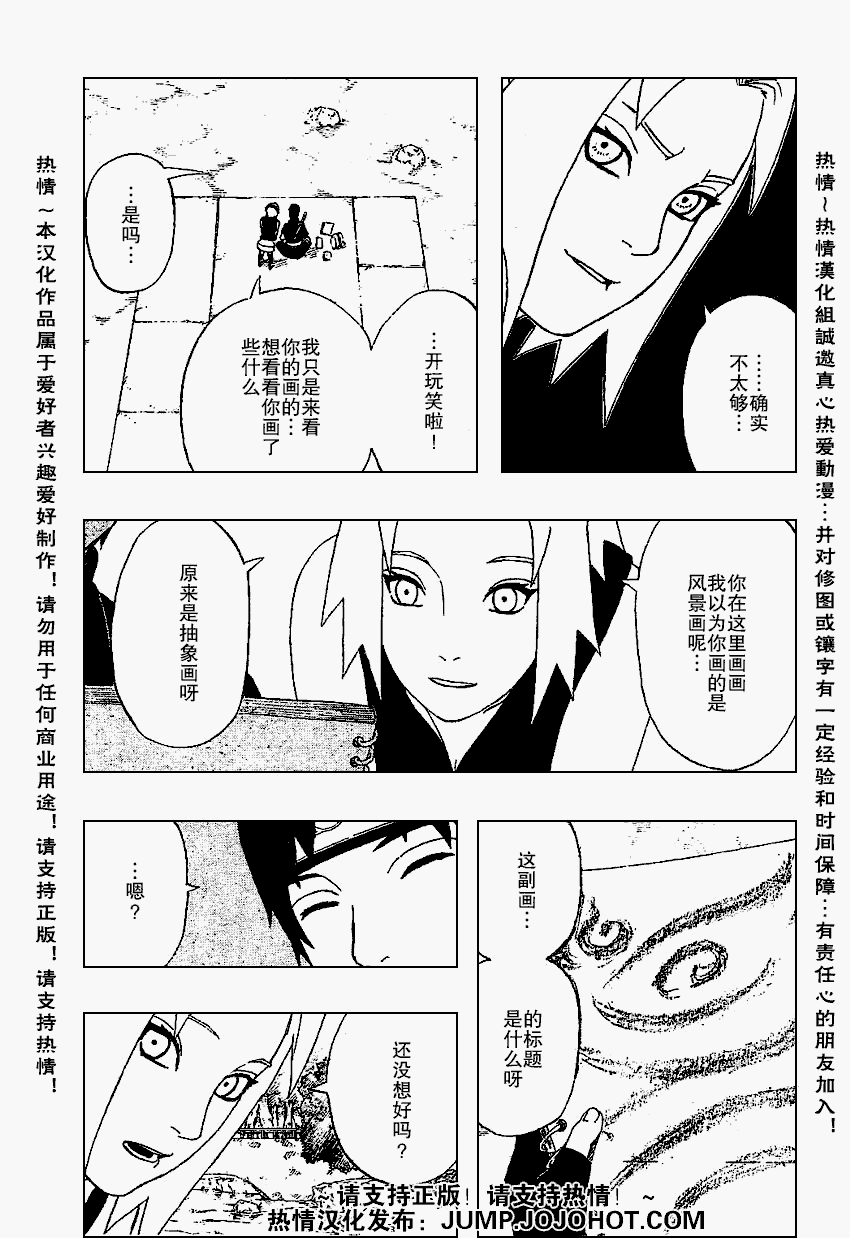 热情～热情漢化組誠邀真心热爱動漫…并对修图或镶字有一定经验和时间保障…有责任心的朋友加入！
……确实
不太够…
…开玩笑啦！
我只是来看
你的画的…
想看看你画了
些什么
…是吗…
你在这里画画
我以为你画的是
风景画呢…
原来是抽象画呀
这副画…
的标题
是什么呀
…嗯？
还没想好吗？
热情～本汉化作品属于爱好者兴趣爱好制作！请勿用于任何商业用途！请支持正版！请支持热情！
～请支持正版！请支持热情！～
热情汉化发布：JUMP.JOJOHOT.COM